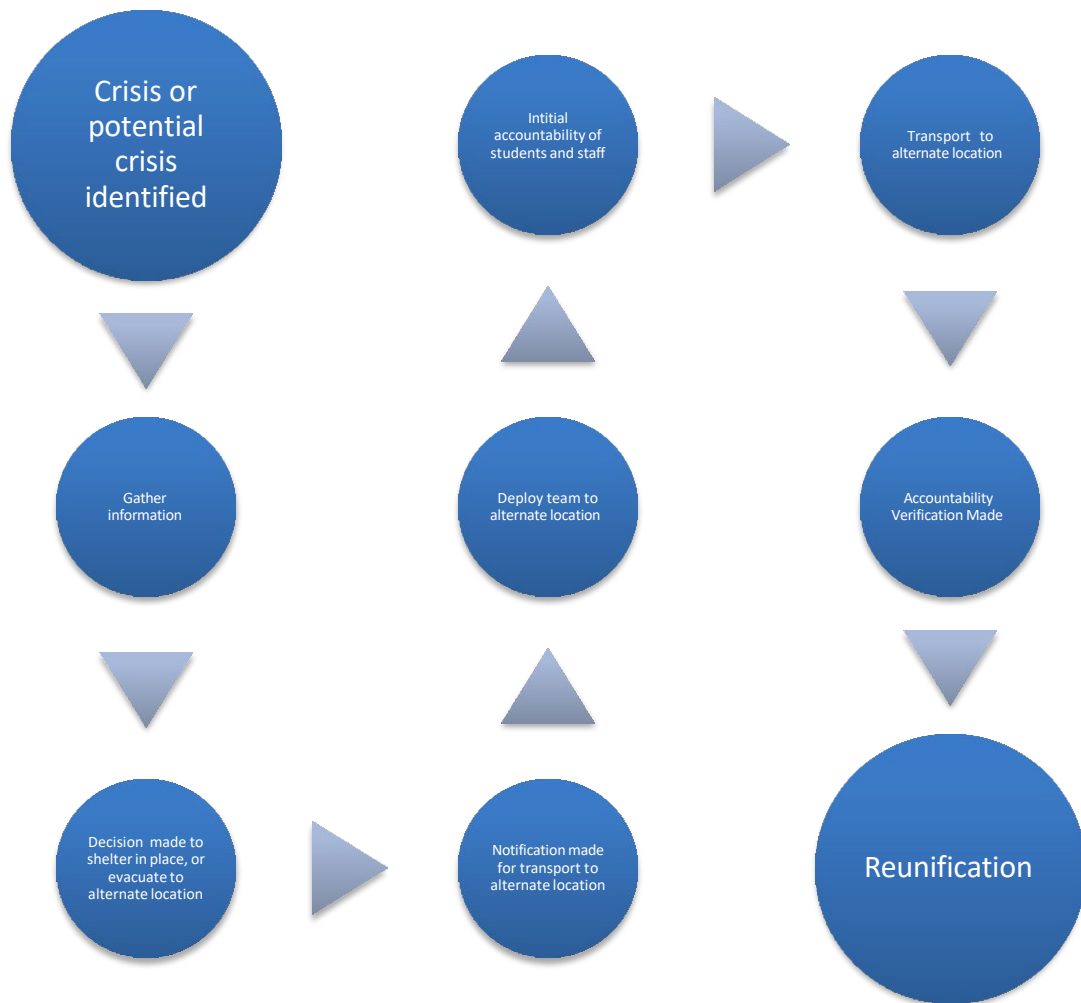 Crisis or
potential
crisis
identified
Gather
information
Decision made to
shelter in place, or
evacuate to
alternate location
Notification made
for transport to
alternate location
Deploy team to
alternate location
Intitial
accountability of
students and staff
Transport to
alternate location
Accountability
Verification Made
Reunification